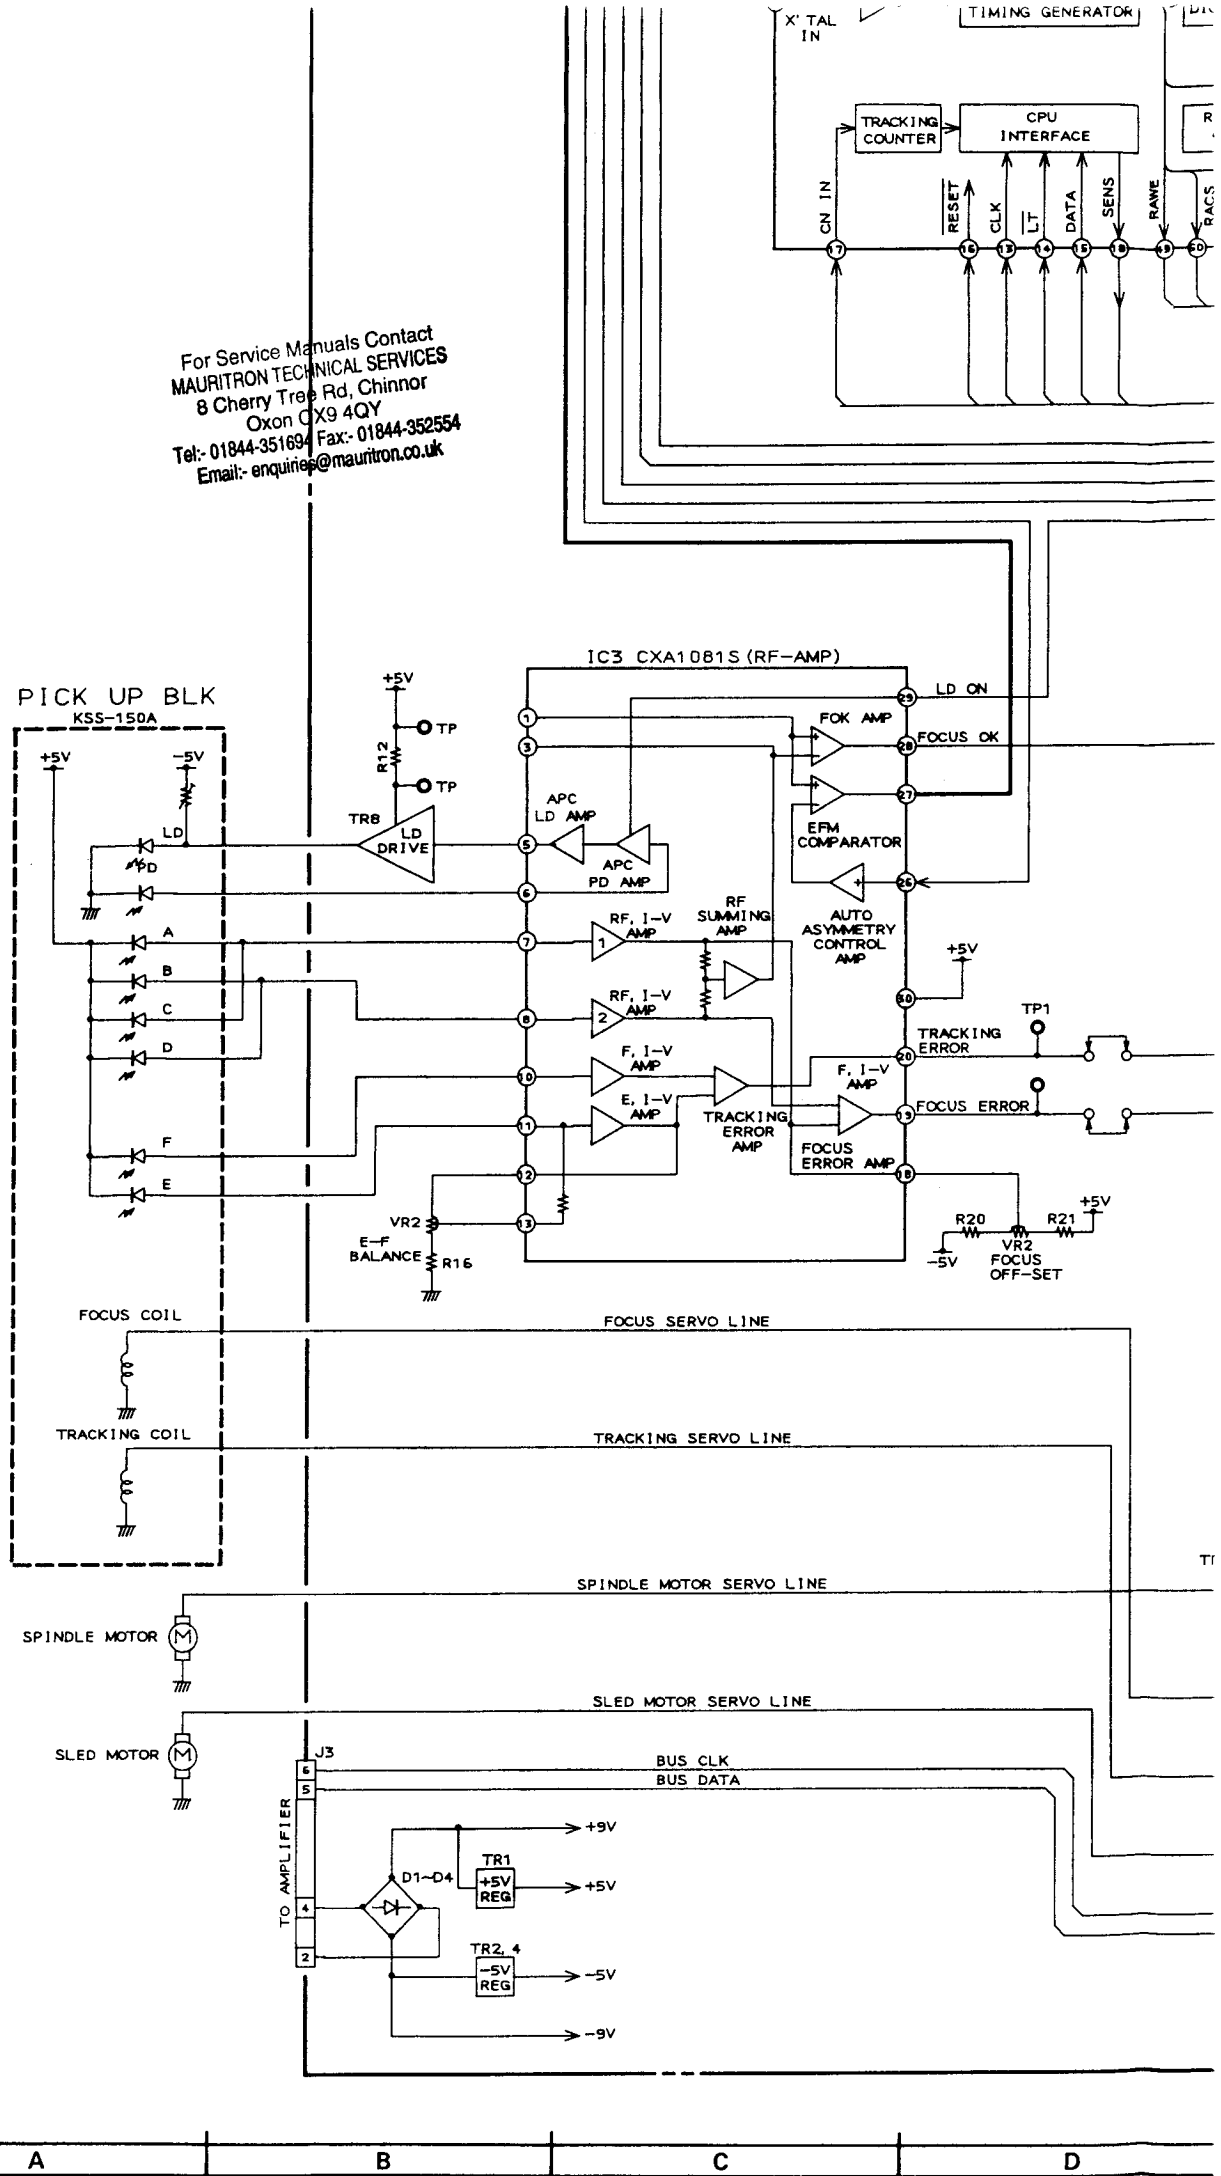 X' TAL
IN
TIMING GENERATOR
TRACKING
COUNTER
CPU
INTERFACE
CN IN
RESET
CLK
LT
DATA
SENS
RAWE
RACS
17
16
13
14
15
18
49
50
For Service Manuals Contact
MAURITRON TECHNICAL SERVICES
8 Cherry Tree Rd, Chinnor
Oxon OX9 4QY
Tel:- 01844-351694 Fax:- 01844-352554
Email:- enquiries@mauritron.co.uk
IC3 CXA1081S (RF-AMP)
PICK UP BLK
KSS-150A
+5V
-5V
LD
PD
A
B
C
D
F
E
+5V
TP
R12
TP
TR8
LD
DRIVE
1
3
5
6
7
8
10
11
12
13
APC
LD AMP
APC
PD AMP
29
LD ON
FOK AMP
28
FOCUS OK
27
EFM
COMPARATOR
26
AUTO
ASYMMETRY
CONTROL
AMP
RF
SUMMING
AMP
RF, I-V
AMP
1
RF, I-V
AMP
2
F, I-V
AMP
E, I-V
AMP
TRACKING
ERROR
AMP
F, I-V
AMP
FOCUS
ERROR AMP
+5V
30
TP1
20
TRACKING
ERROR
19
FOCUS ERROR
18
R20
R21
+5V
-5V
VR2
FOCUS
OFF-SET
VR2
E-F
BALANCE
R16
FOCUS COIL
FOCUS SERVO LINE
TRACKING COIL
TRACKING SERVO LINE
SPINDLE MOTOR SERVO LINE
SPINDLE MOTOR
M
SLED MOTOR SERVO LINE
SLED MOTOR
M
J3
6
5
4
2
TO AMPLIFIER
BUS CLK
BUS DATA
+9V
D1~D4
TR1
+5V
REG
+5V
TR2, 4
-5V
REG
-5V
-9V
A
B
C
D